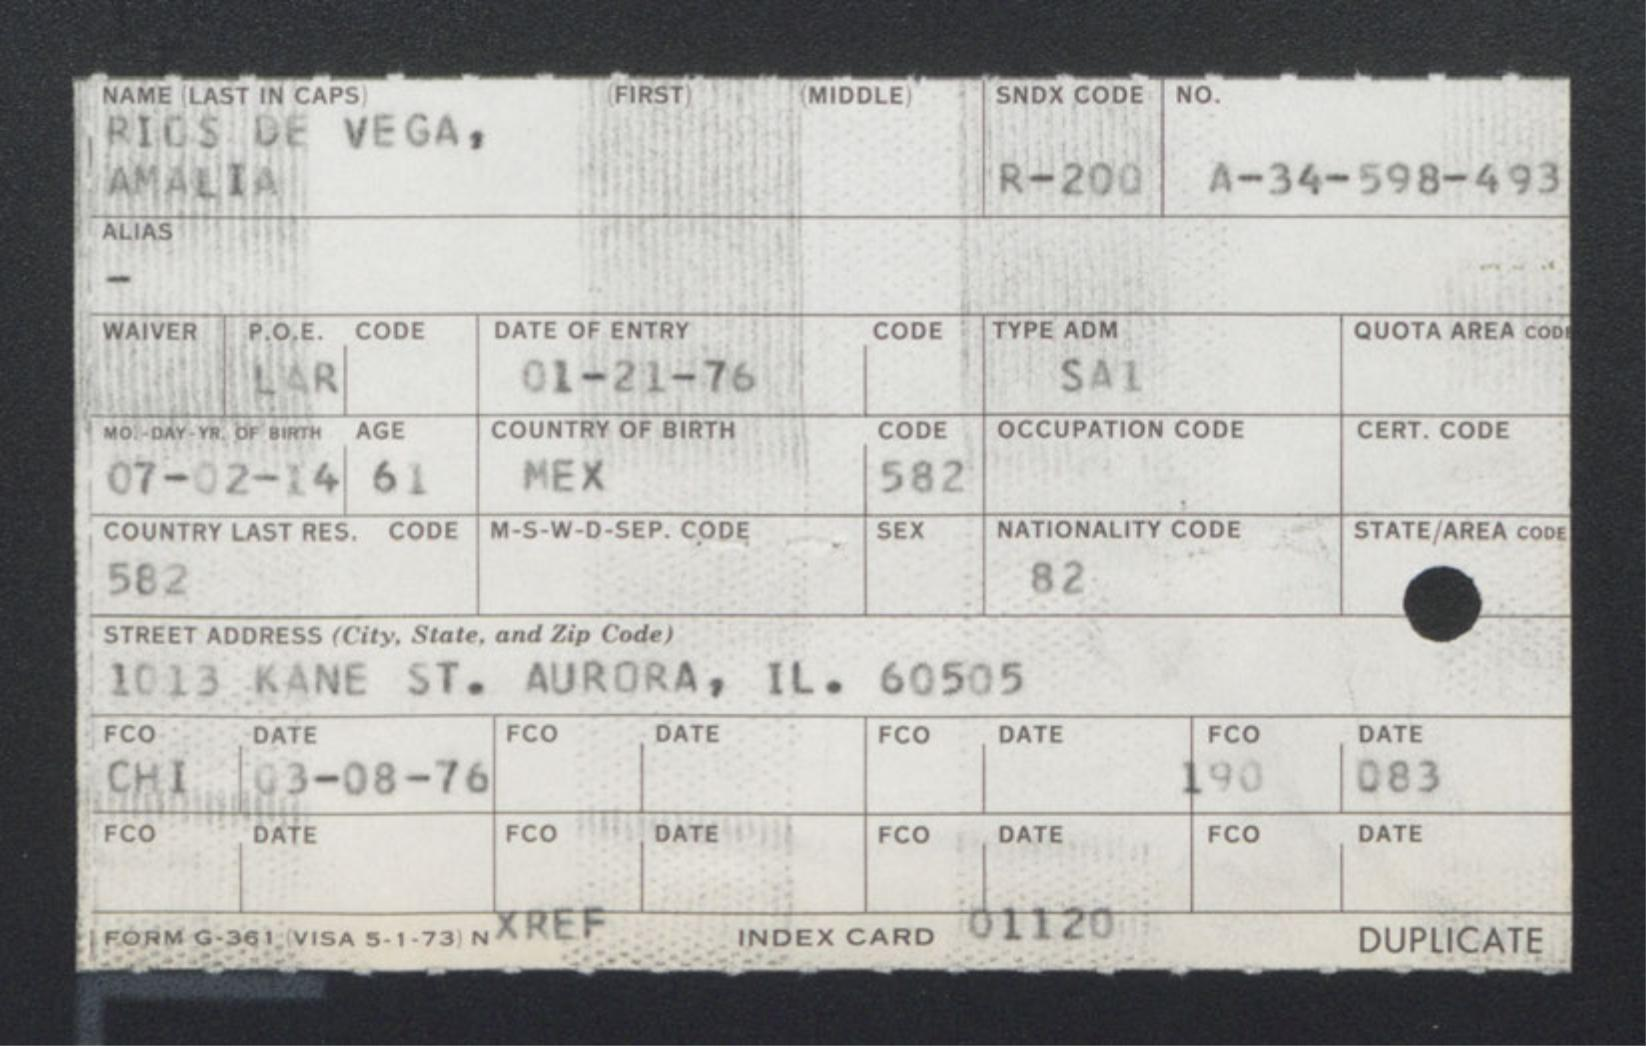 NAME (LAST IN CAPS) (FIRST) (MIDDLE) SNDX CODE NO.
RIOS DE VEGA,
AMALIA R-200 A-34-598-493
ALIAS
-
WAIVER P.O.E. CODE DATE OF ENTRY CODE TYPE ADM QUOTA AREA CODE
LAR 01-21-76 SA1
MO.-DAY-YR. OF BIRTH AGE COUNTRY OF BIRTH CODE OCCUPATION CODE CERT. CODE
07-02-14 61 MEX 582
COUNTRY LAST RES. CODE M-S-W-D-SEP. CODE SEX NATIONALITY CODE STATE/AREA CODE
582 82
STREET ADDRESS (City, State, and Zip Code)
1013 KANE ST. AURORA, IL. 60505
FCO DATE FCO DATE FCO DATE FCO DATE
CHI 03-08-76 190 083
FCO DATE FCO DATE FCO DATE FCO DATE
XREF 01120
FORM G-361 (VISA 5-1-73) N INDEX CARD DUPLICATE